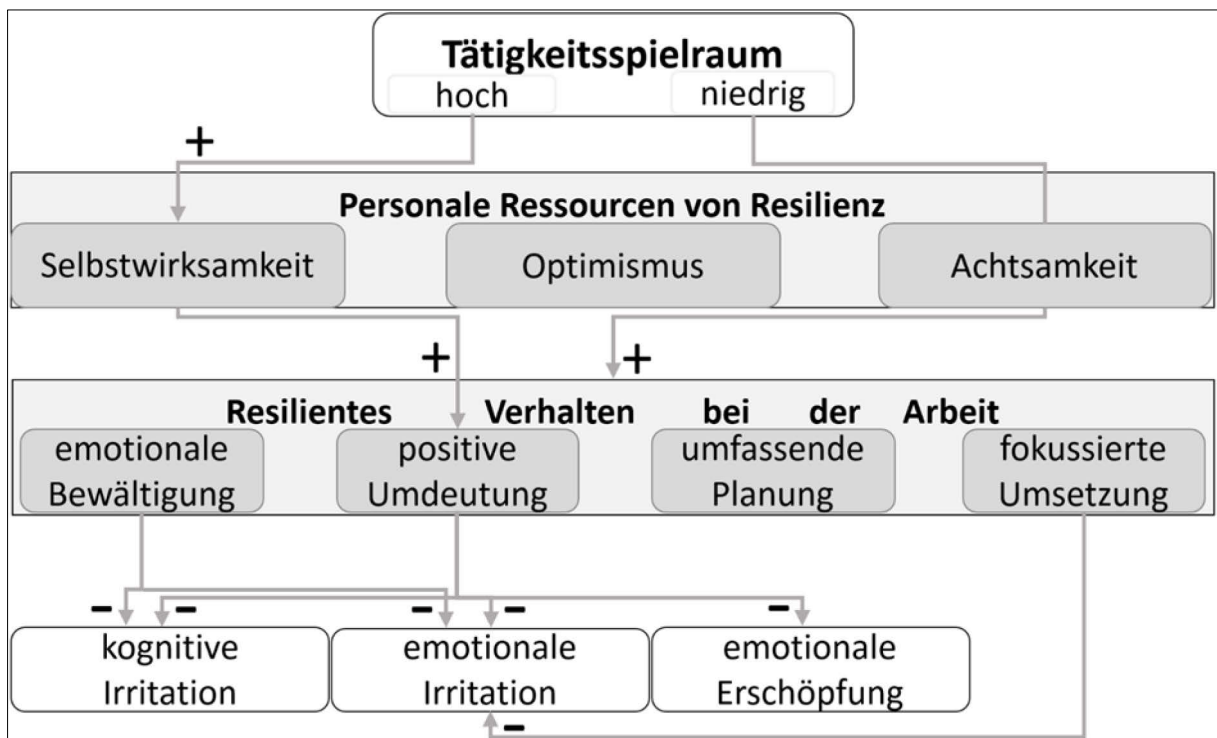 Tätigkeitsspielraum
hoch niedrig
+
Personale Ressourcen von Resilienz
Selbstwirksamkeit Optimismus Achtsamkeit
+ +
Resilientes Verhalten bei der Arbeit
emotionale Bewältigung
positive Umdeutung
umfassende Planung
fokussierte Umsetzung
- - - - -
kognitive Irritation
emotionale Irritation
emotionale Erschöpfung
-